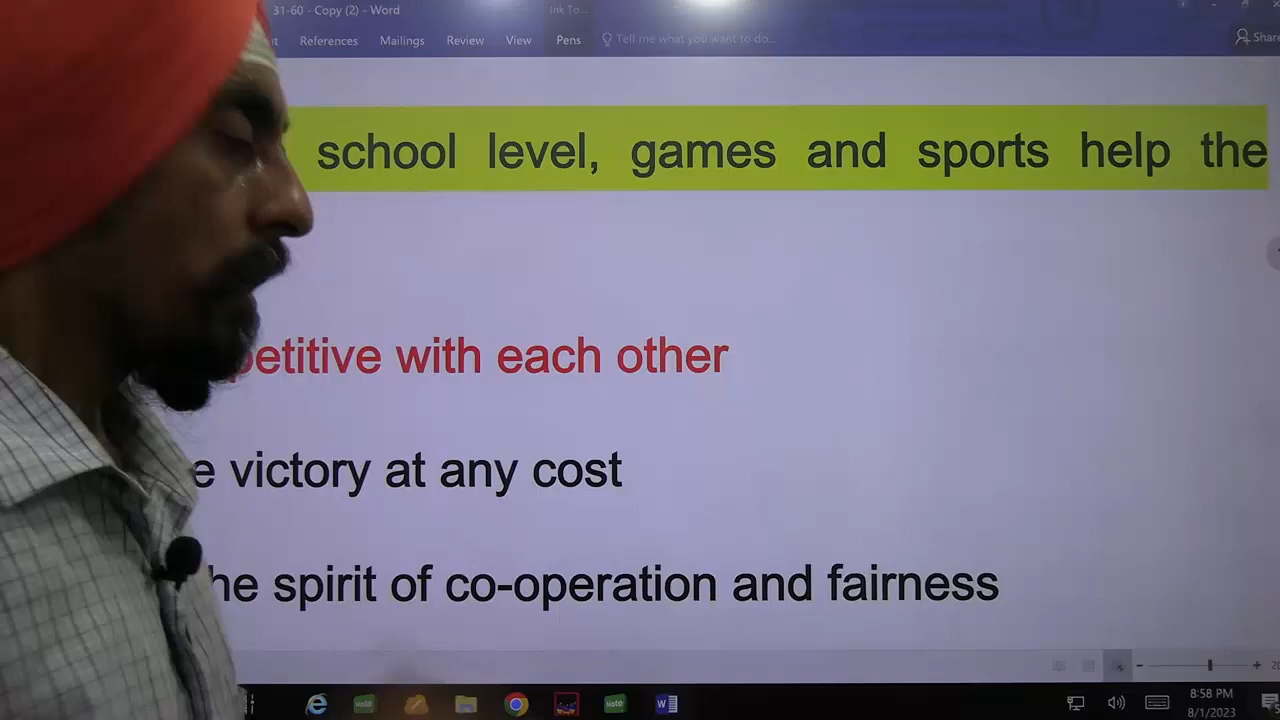 31-60 - Copy (2) - Word
Ink To...
References Mailings Review View Pens Tell me what you want to do... Share
school level, games and sports help the
petitive with each other
victory at any cost
spirit of co-operation and fairness
8:58 PM
8/1/2023